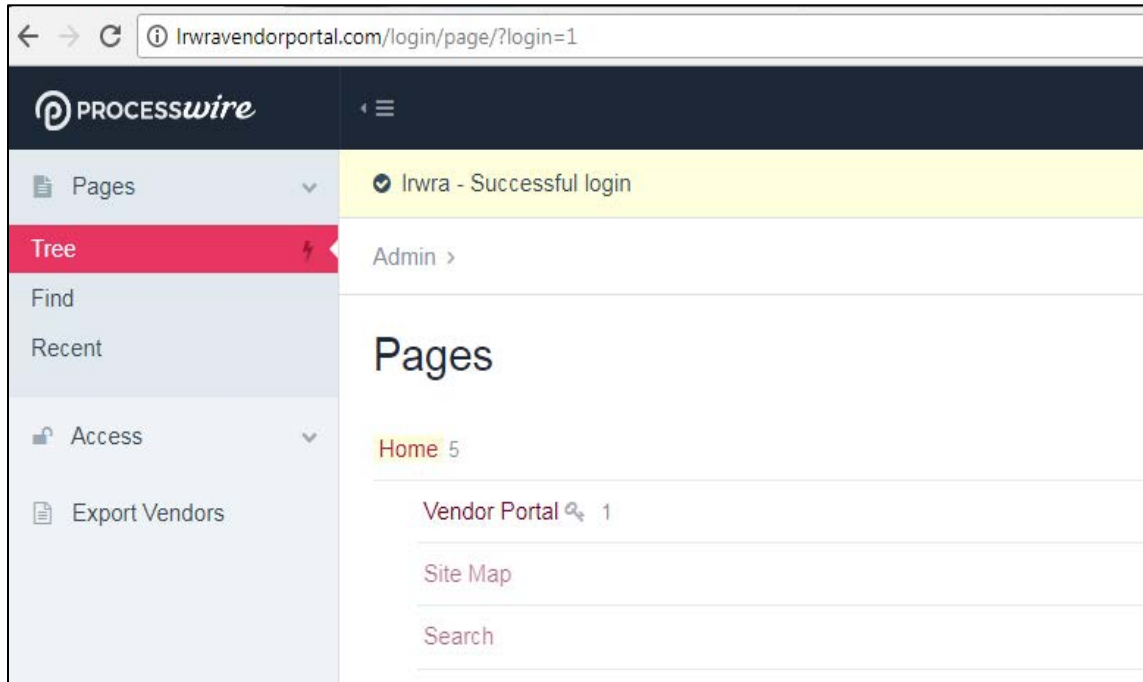 lrwravendorportal.com/login/page/?login=1
PROCESSwire
Pages
lrwra - Successful login
Tree
Admin >
Find
Recent
Pages
Access
Home 5
Export Vendors
Vendor Portal 1
Site Map
Search